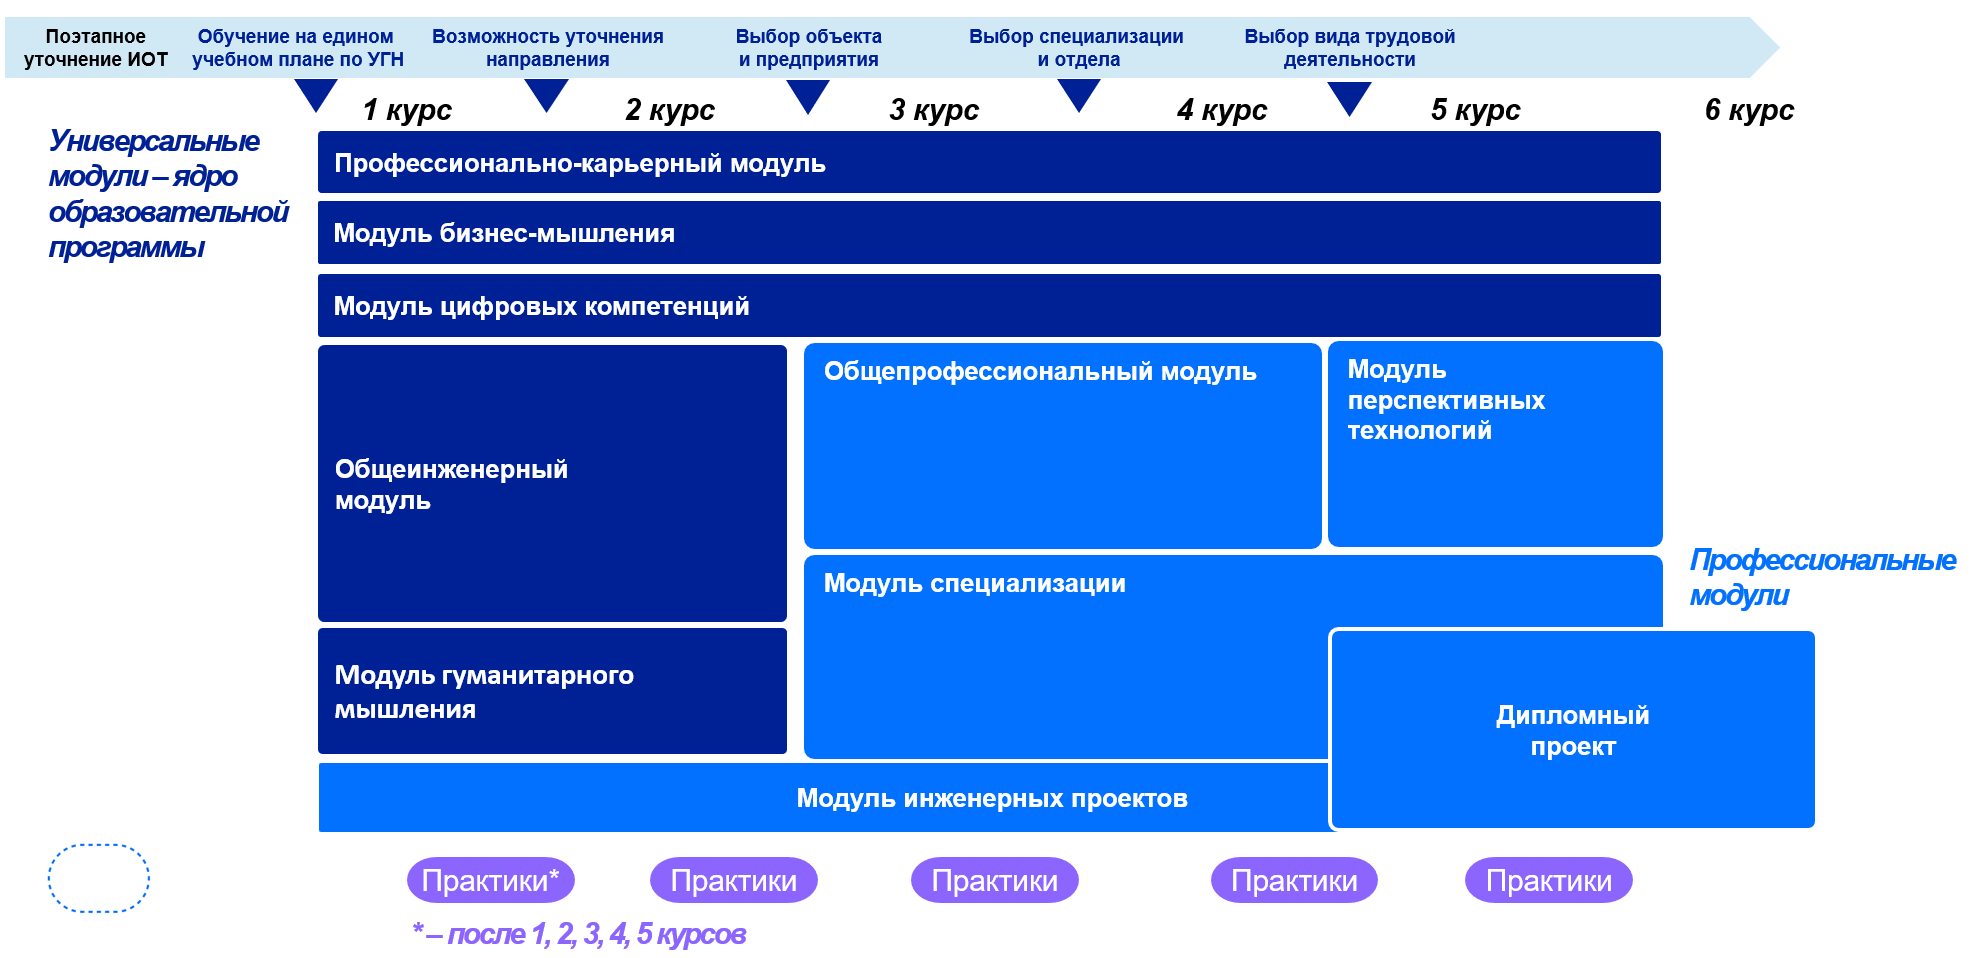 Поэтапное
уточнение ИОТ
Обучение на едином
учебном плане по УГН
Возможность уточнения
направления
Выбор объекта
и предприятия
Выбор специализации
и отдела
Выбор вида трудовой
деятельности
1 курс
2 курс
3 курс
4 курс
5 курс
6 курс
Универсальные
модули – ядро
образовательной
программы
Профессионально-карьерный модуль
Модуль бизнес-мышления
Модуль цифровых компетенций
Общеинженерный
модуль
Общепрофессиональный модуль
Модуль
перспективных
технологий
Модуль специализации
Профессиональные
модули
Модуль гуманитарного
мышления
Дипломный
проект
Модуль инженерных проектов
Практики*
Практики
Практики
Практики
Практики
* – после 1, 2, 3, 4, 5 курсов